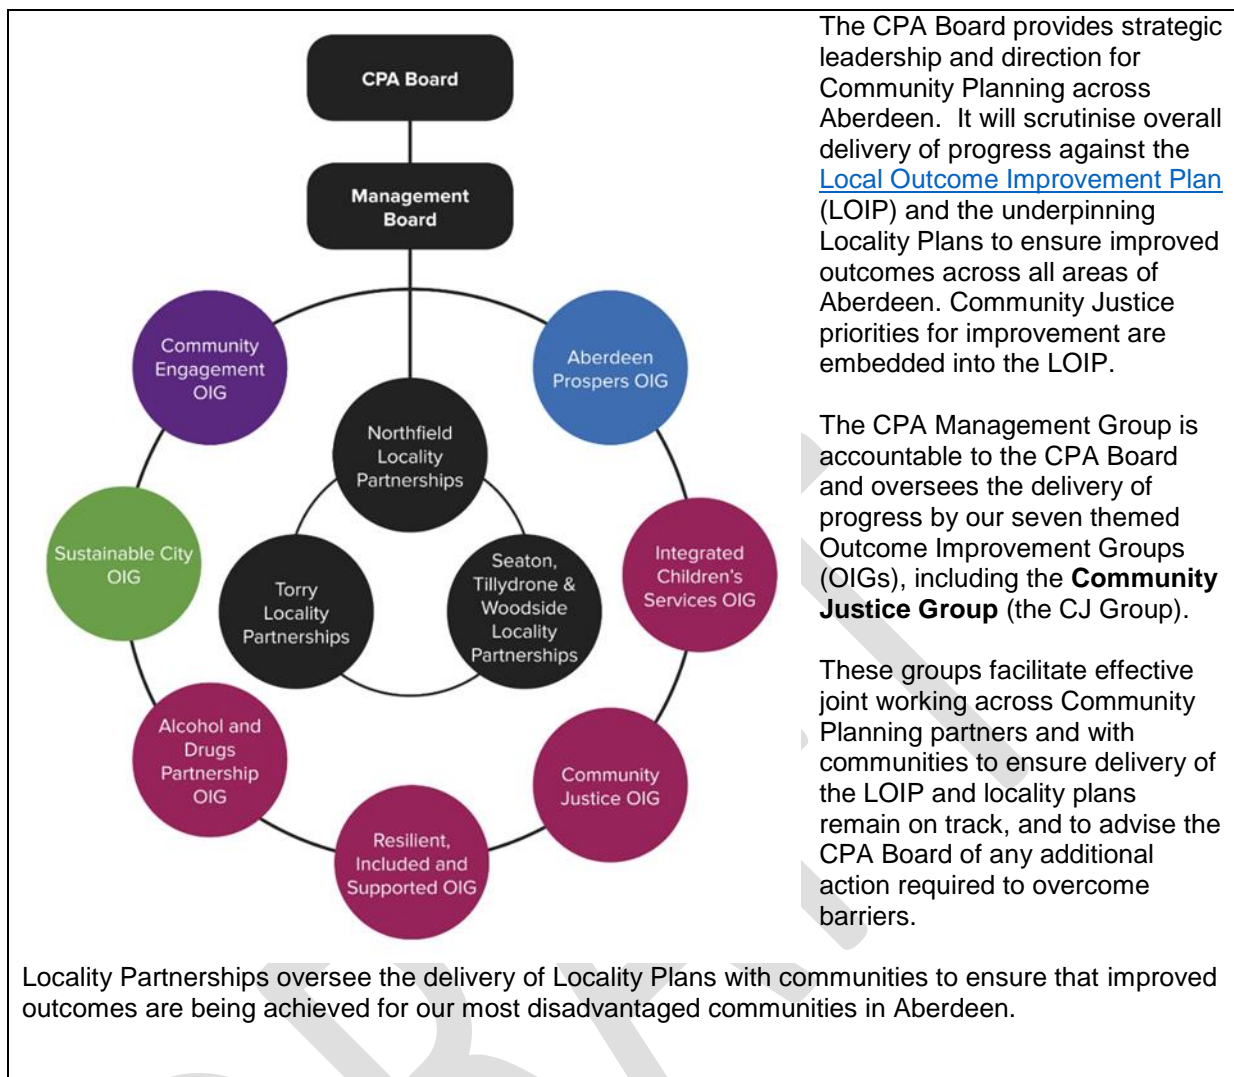 CPA Board
Management
Board
Community
Engagement
OIG
Aberdeen
Prospers OIG
Northfield
Locality
Partnerships
Sustainable City
OIG
Torry
Locality
Partnerships
Seaton,
Tillydrone &
Woodside
Locality
Partnerships
Integrated
Children’s
Services OIG
Alcohol and
Drugs
Partnership
OIG
Community
Justice OIG
Resilient,
Included and
Supported OIG
The CPA Board provides strategic
leadership and direction for
Community Planning across
Aberdeen.  It will scrutinise overall
delivery of progress against the
Local Outcome Improvement Plan
(LOIP) and the underpinning
Locality Plans to ensure improved
outcomes across all areas of
Aberdeen. Community Justice
priorities for improvement are
embedded into the LOIP.
The CPA Management Group is
accountable to the CPA Board
and oversees the delivery of
progress by our seven themed
Outcome Improvement Groups
(OIGs), including the Community
Justice Group (the CJ Group).
These groups facilitate effective
joint working across Community
Planning partners and with
communities to ensure delivery of
the LOIP and locality plans
remain on track, and to advise the
CPA Board of any additional
action required to overcome
barriers.
Locality Partnerships oversee the delivery of Locality Plans with communities to ensure that improved
outcomes are being achieved for our most disadvantaged communities in Aberdeen.